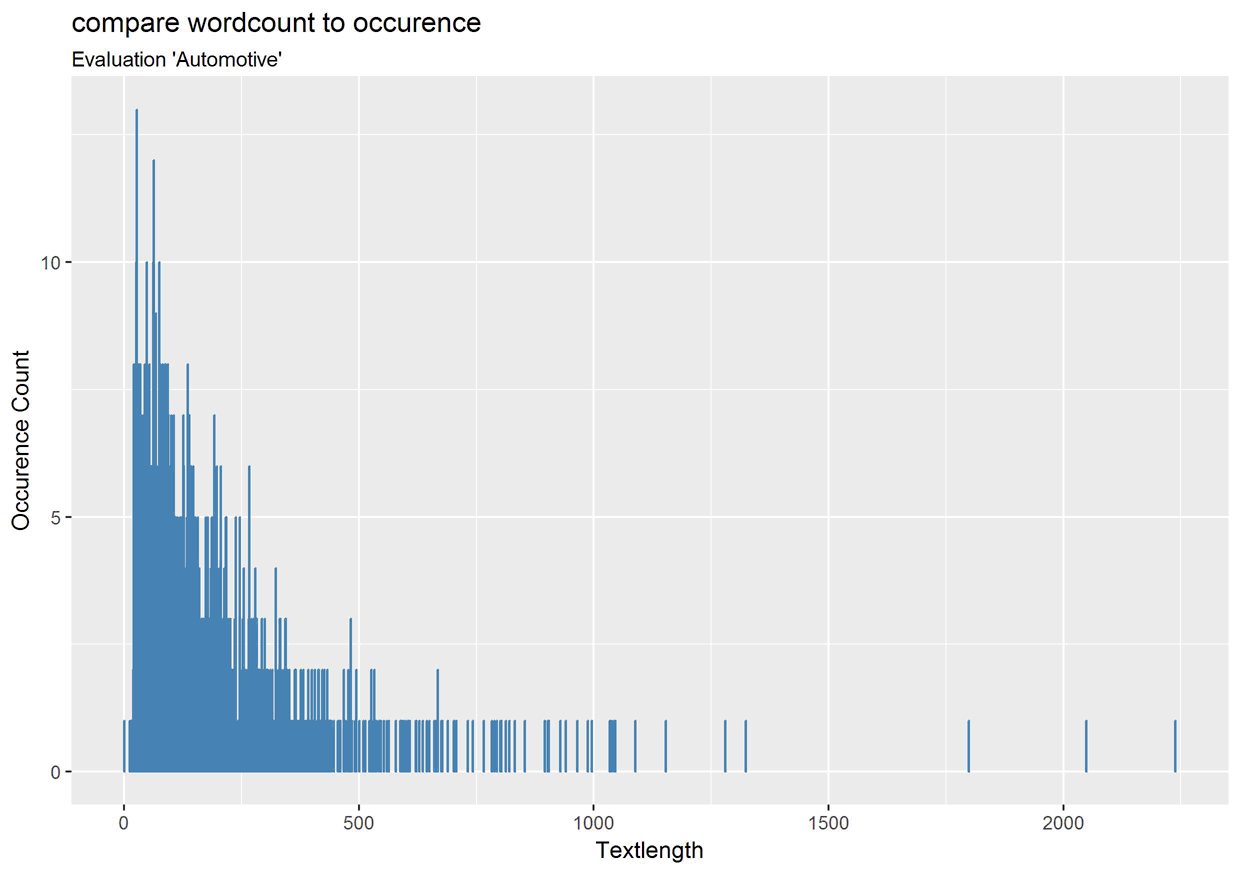 compare wordcount to occurence
Evaluation 'Automotive'
10
5
0
Occurence Count
0 500 1000 1500 2000
Textlength